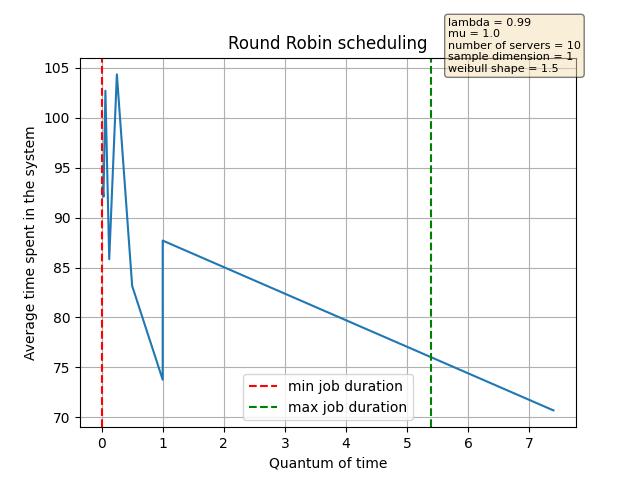 lambda = 0.99
mu = 1.0
number of servers = 10
sample dimension = 1
weibull shape = 1.5
Round Robin scheduling
105
100
95
90
85
80
75
70
Average time spent in the system
min job duration
max job duration
0 1 2 3 4 5 6 7
Quantum of time